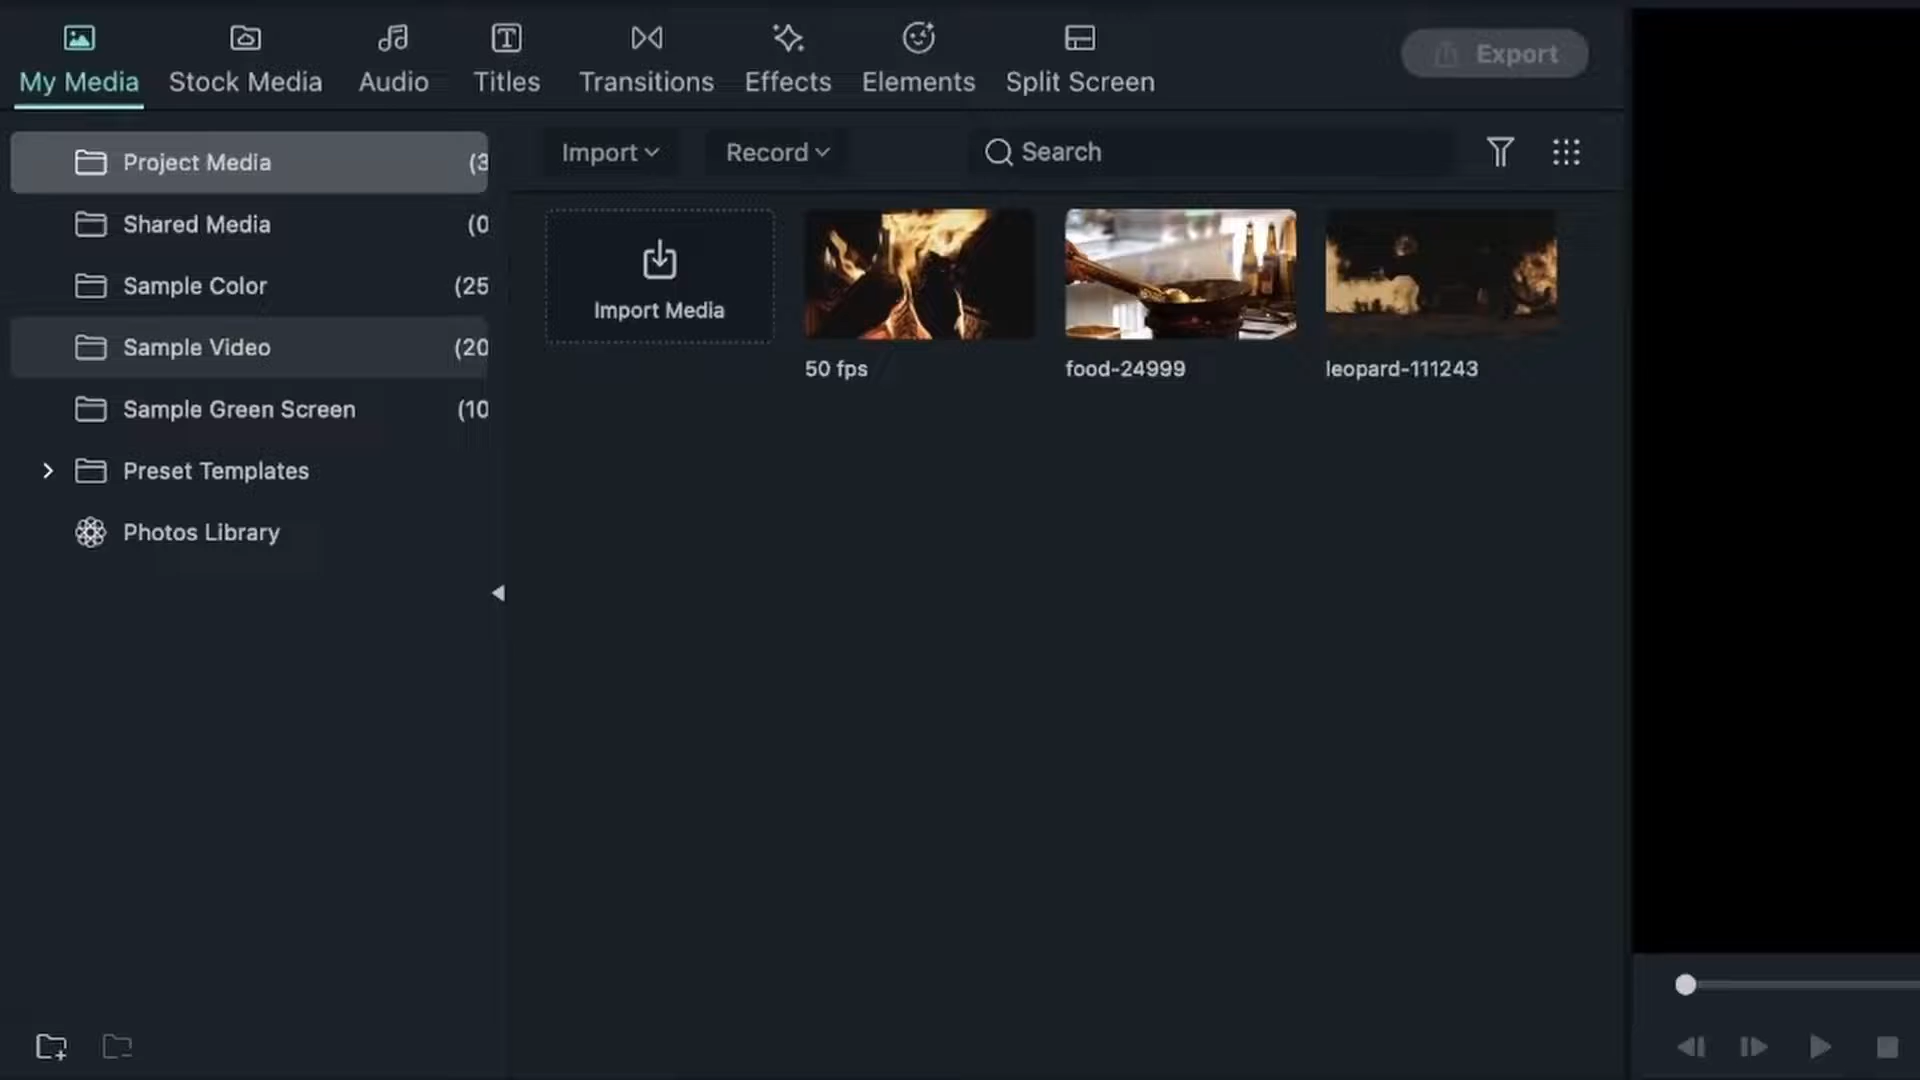 My Media
Stock Media
Audio
Titles
Transitions
Effects
Elements
Split Screen
Export
Project Media (3
Shared Media (0
Sample Color (25
Sample Video (20
Sample Green Screen (10
Preset Templates
Photos Library
Import
Record
Search
Import Media
50 fps
food-24999
leopard-111243